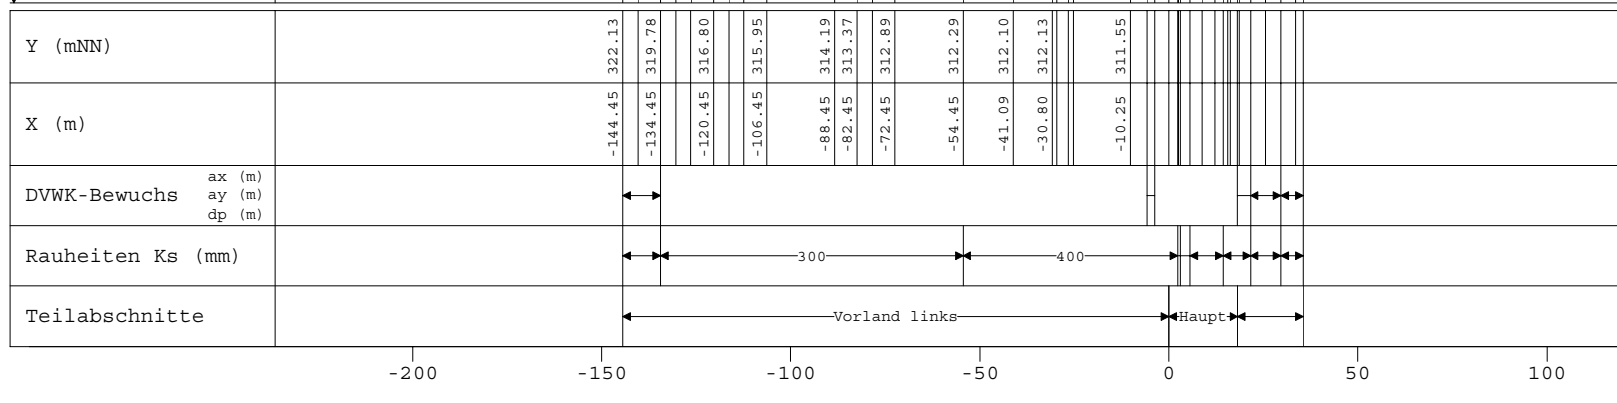 Y (mNN) 322.13 319.78 316.80 315.95 314.19 313.37 312.89 312.29 312.10 312.13 311.55
X (m) -144.45 -134.45 -120.45 -106.45 -88.45 -82.45 -72.45 -54.45 -41.09 -30.80 -10.25
ax (m)
DVWK-Bewuchs ay (m)
dp (m)
Rauheiten Ks (mm) 300 400
Teilabschnitte Vorland links Haupt
-200 -150 -100 -50 0 50 100